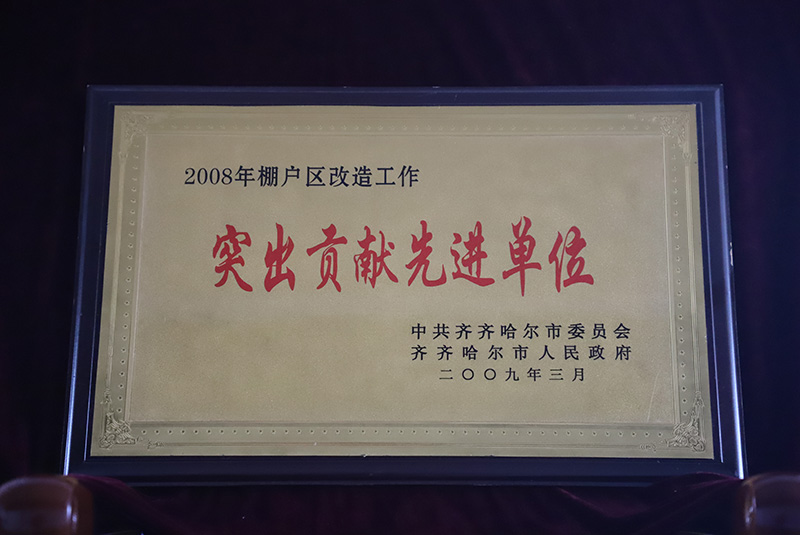 2008年棚户区改造工作
突出贡献先进单位
中共齐齐哈尔市委员会
齐齐哈尔市人民政府
二〇〇九年三月